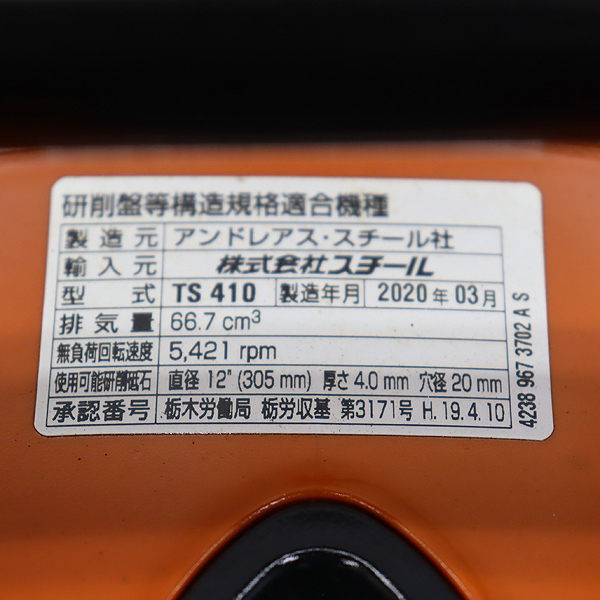 研削盤等構造規格適合機種
製造元 アンドレアス・スチール社
輸入元 株式会社スチール
型式 TS 410 製造年月 2020年03月
排気量 66.7 cm³
無負荷回転速度 5,421 rpm
使用可能研削砥石 直径 12" (305 mm) 厚さ 4.0 mm 穴径 20 mm
承認番号 栃木労働局 栃労収基 第3171号 H.19.4.10
4238 967 3702 A S